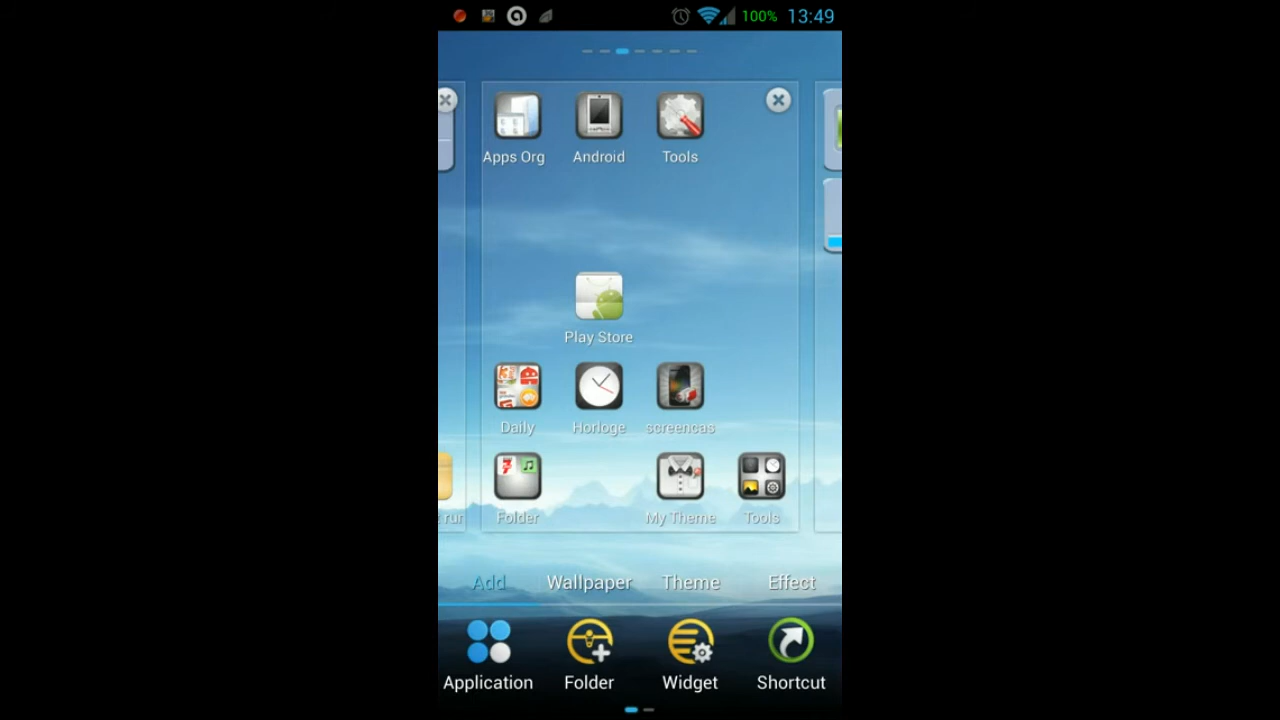 100% 13:49
Apps Org Android Tools
Play Store
Daily Horloge screencas
Folder My Theme Tools
Add Wallpaper Theme Effect
Application Folder Widget Shortcut